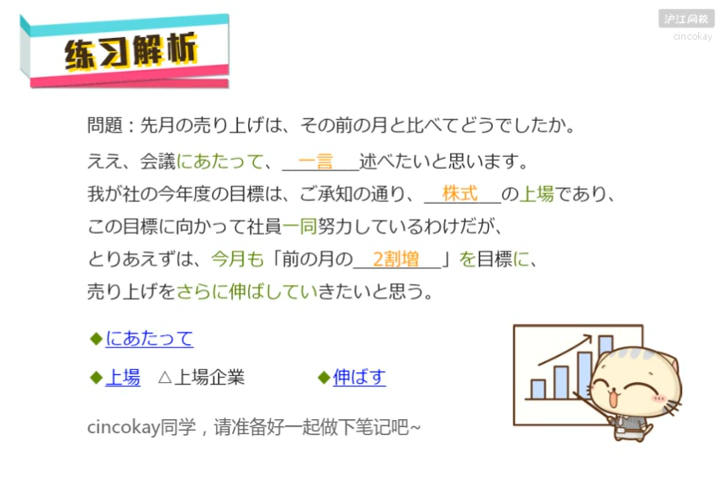 沪江网校
cincokay
练习解析
問題：先月の売り上げは、その前の月と比べてどうでしたか。
ええ、会議にあたって、一言述べたいと思います。
我が社の今年度の目標は、ご承知の通り、株式の上場であり、
この目標に向かって社員一同努力しているわけだが、
とりあえずは、今月も「前の月の2割増」を目標に、
売り上げをさらに伸ばしていきたいと思う。
◆にあたって
◆上場 △上場企業 ◆伸ばす
cincokay同学，请准备好一起做下笔记吧~